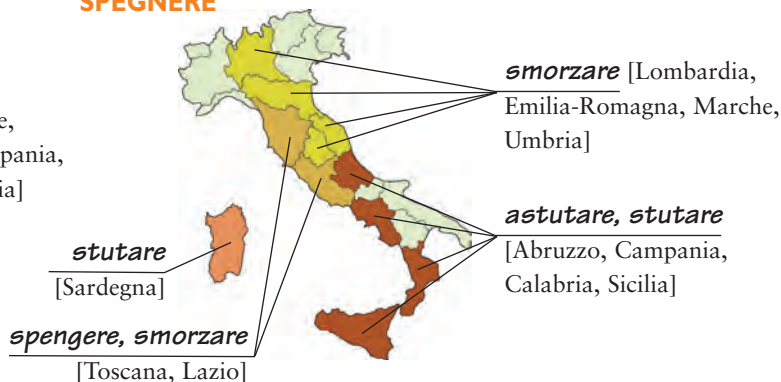 SPEGNERE
smorzare [Lombardia,
Emilia-Romagna, Marche,
Umbria]
astutare, stutare
[Abruzzo, Campania,
Calabria, Sicilia]
stutare
[Sardegna]
spengere, smorzare
[Toscana, Lazio]